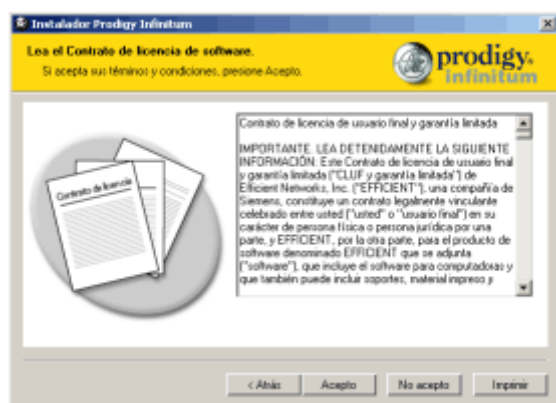 Instalador Prodigy Infinitum
Lea el Contrato de licencia de software.
Si acepta sus términos y condiciones, presione Acepto.
prodigy
infinitum
Contrato de licencia
Contrato de licencia de usuario final y garantía limitada
IMPORTANTE. LEA DETENIDAMENTE LA SIGUIENTE
INFORMACIÓN: Este Contrato de licencia de usuario final
y garantía limitada ("CLUF y garantía limitada") de
Efficient Networks, Inc. ("EFFICIENT"), una compañía de
Siemens, constituye un contrato legalmente vinculante
celebrado entre usted ("usted" o "usuario final") en su
carácter de persona física o persona jurídica por una
parte, y EFFICIENT, por la otra parte, para el producto de
software denominado EFFICIENT que se adjunta
("software"), que incluye el software para computadoras y
que también puede incluir soportes, material impreso y
< Atrás
Acepto
No acepto
Imprimir